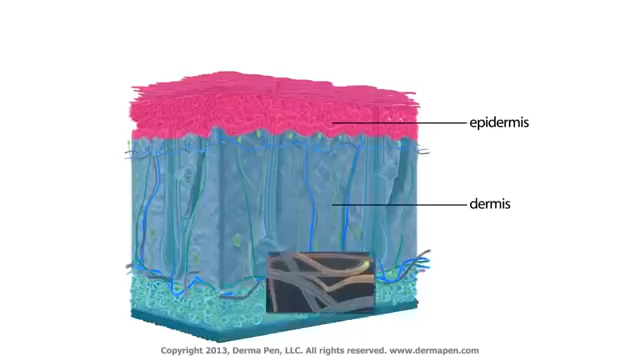 epidermis
dermis
Copyright 2013, Derma Pen, LLC. All rights reserved. www.dermapen.com